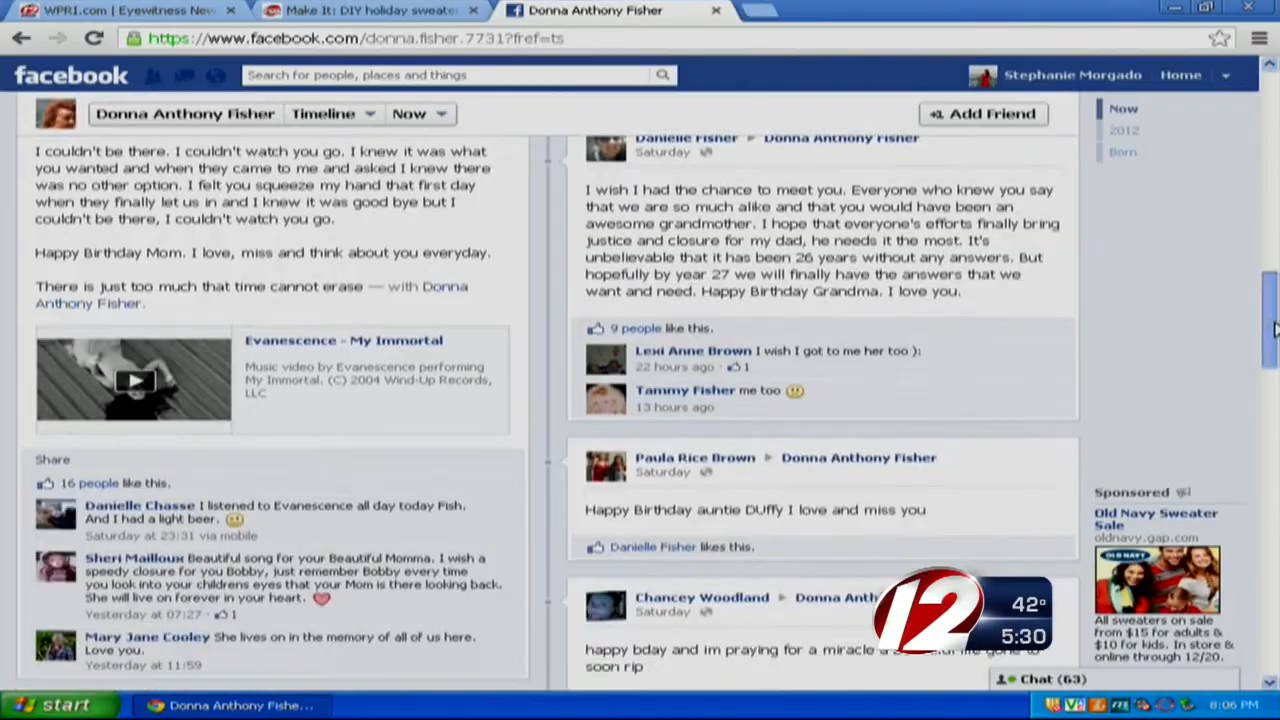 WPRI.com | Eyewitness New
Make It: DIY holiday sweate
Donna Anthony Fisher
https://www.facebook.com/donna.fisher.7731?fref=ts
facebook
Search for people, places and things
Stephanie Morgado
Home
Donna Anthony Fisher
Timeline
Now
+1 Add Friend
I couldn't be there. I couldn't watch you go. I knew it was what
you wanted and when they came to me and asked I knew there
was no other option. I felt you squeeze my hand that first day
when they finally let us in and I knew it was good bye but I
couldn't be there, I couldn't watch you go.
Happy Birthday Mom. I love, miss and think about you everyday.
There is just too much that time cannot erase — with Donna
Anthony Fisher.
Evanescence - My Immortal
Music video by Evanescence performing
My Immortal. (C) 2004 Wind-Up Records,
LLC
Share
16 people like this.
Danielle Chasse I listened to Evanescence all day today Fish.
And I had a light beer.
Saturday at 23:31 via mobile
Sheri Mailloux Beautiful song for your Beautiful Momma. I wish a
speedy closure for you Bobby, just remember Bobby every time
you look into your childrens eyes that your Mom is there looking back.
She will live on forever in your heart.
Yesterday at 07:27 · 1
Mary Jane Cooley She lives on in the memory of all of us here.
Love you.
Yesterday at 11:59
Danielle Fisher Donna Anthony Fisher
Saturday
I wish I had the chance to meet you. Everyone who knew you say
that we are so much alike and that you would have been an
awesome grandmother. I hope that everyone's efforts finally bring
justice and closure for my dad, he needs it the most. It's
unbelievable that it has been 26 years without any answers. But
hopefully by year 27 we will finally have the answers that we
want and need. Happy Birthday Grandma. I love you.
9 people like this.
Lexi Anne Brown I wish I got to me her too ):
22 hours ago · 1
Tammy Fisher me too
13 hours ago
Paula Rice Brown Donna Anthony Fisher
Saturday
Happy Birthday auntie DUffy I love and miss you
Danielle Fisher likes this.
Chancey Woodland Donna Anth
Saturday
happy bday and im praying for a miracle a
soon rip
Now
2012
Born
Sponsored
Old Navy Sweater
Sale
oldnavy.gap.com
OLD NAVY
All sweaters on sale
from $15 for adults &
$10 for kids. In store &
online through 12/20.
12
42°
5:30
Chat (63)
start
Donna Anthony Fishe...
8:06 PM